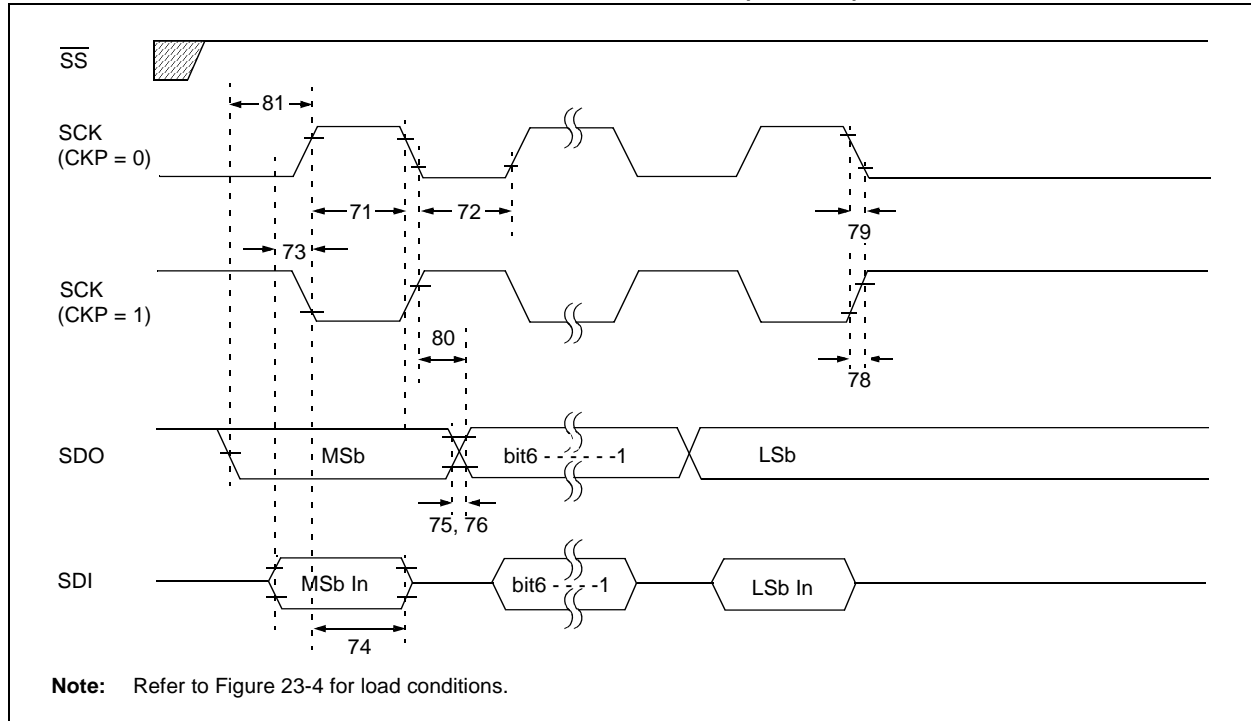 SS
81
SCK
(CKP = 0)
71
72
79
73
SCK
(CKP = 1)
80
78
SDO
MSb
bit6 - - - - - -1
LSb
75, 76
SDI
MSb In
bit6 - - - -1
LSb In
74
Note: Refer to Figure 23-4 for load conditions.